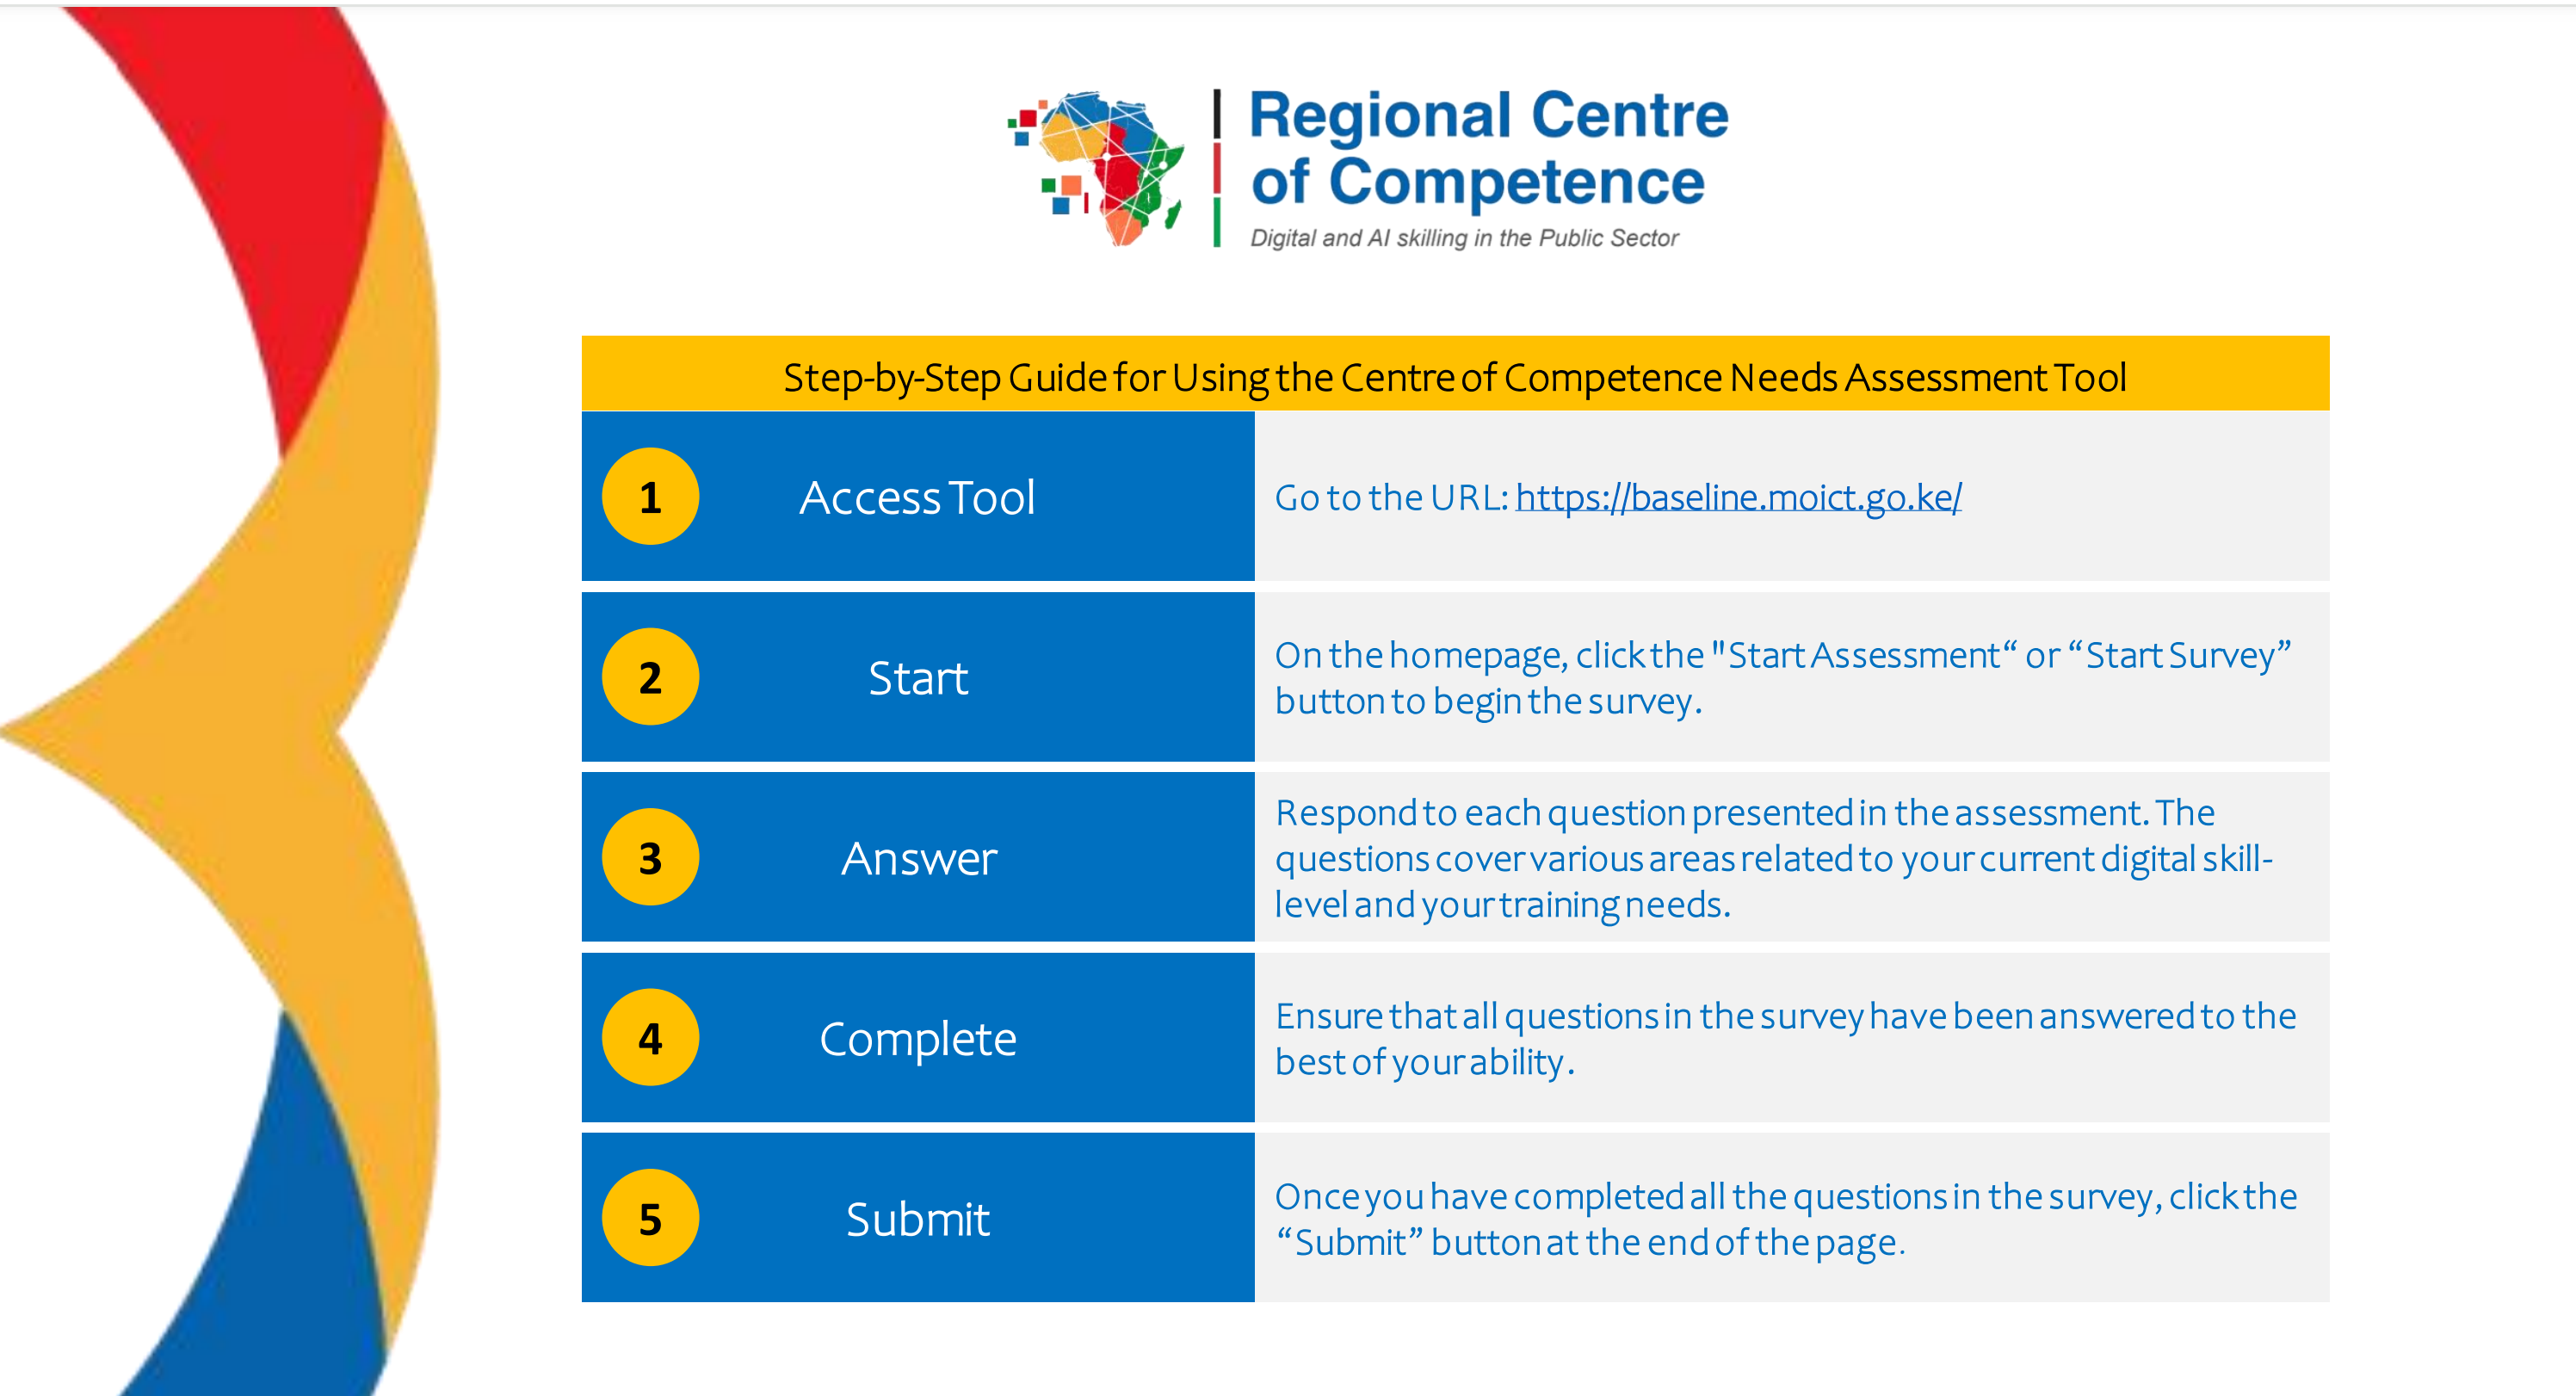 Regional Centre
of Competence
Digital and AI skilling in the Public Sector
Step-by-Step Guide for Using the Centre of Competence Needs Assessment Tool
1
Access Tool
Go to the URL: https://baseline.moict.go.ke/
2
Start
On the homepage, click the "Start Assessment“ or “Start Survey”
button to begin the survey.
3
Answer
Respond to each question presented in the assessment. The
questions cover various areas related to your current digital skill-
level and your training needs.
4
Complete
Ensure that all questions in the survey have been answered to the
best of your ability.
5
Submit
Once you have completed all the questions in the survey, click the
“Submit” button at the end of the page.